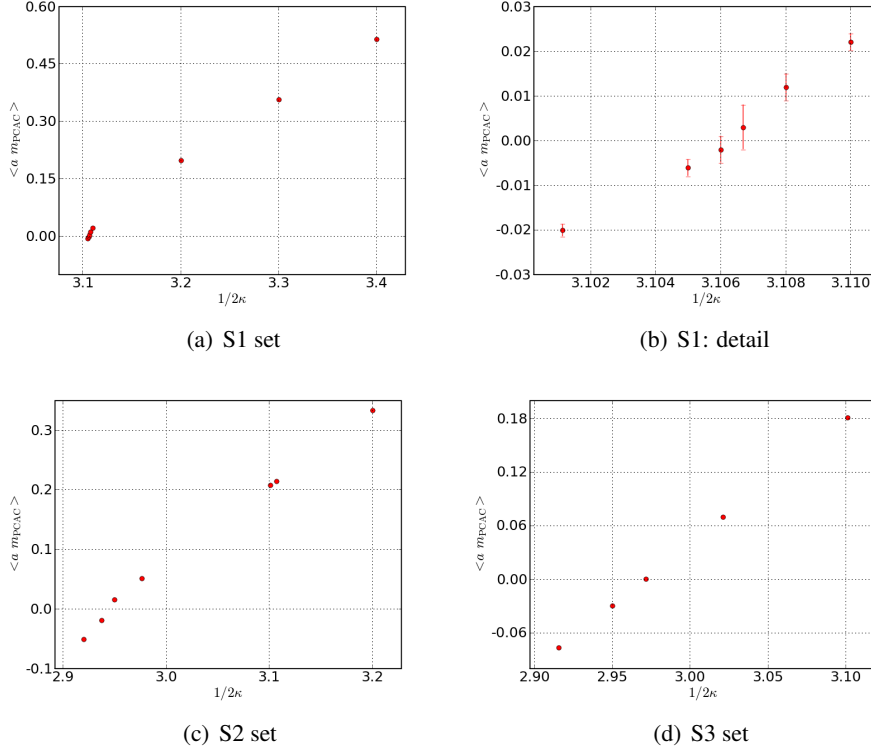 0.60
0.45
0.30
0.15
0.00
3.1 3.2 3.3 3.4
< a m_PCAC >
1/2κ
(a) S1 set
0.03
0.02
0.01
0.00
-0.01
-0.02
-0.03
3.102 3.104 3.106 3.108 3.110
< a m_PCAC >
1/2κ
(b) S1: detail
0.3
0.2
0.1
0.0
-0.1
2.9 3.0 3.1 3.2
< a m_PCAC >
1/2κ
(c) S2 set
0.18
0.12
0.06
0.00
-0.06
2.90 2.95 3.00 3.05 3.10
< a m_PCAC >
1/2κ
(d) S3 set